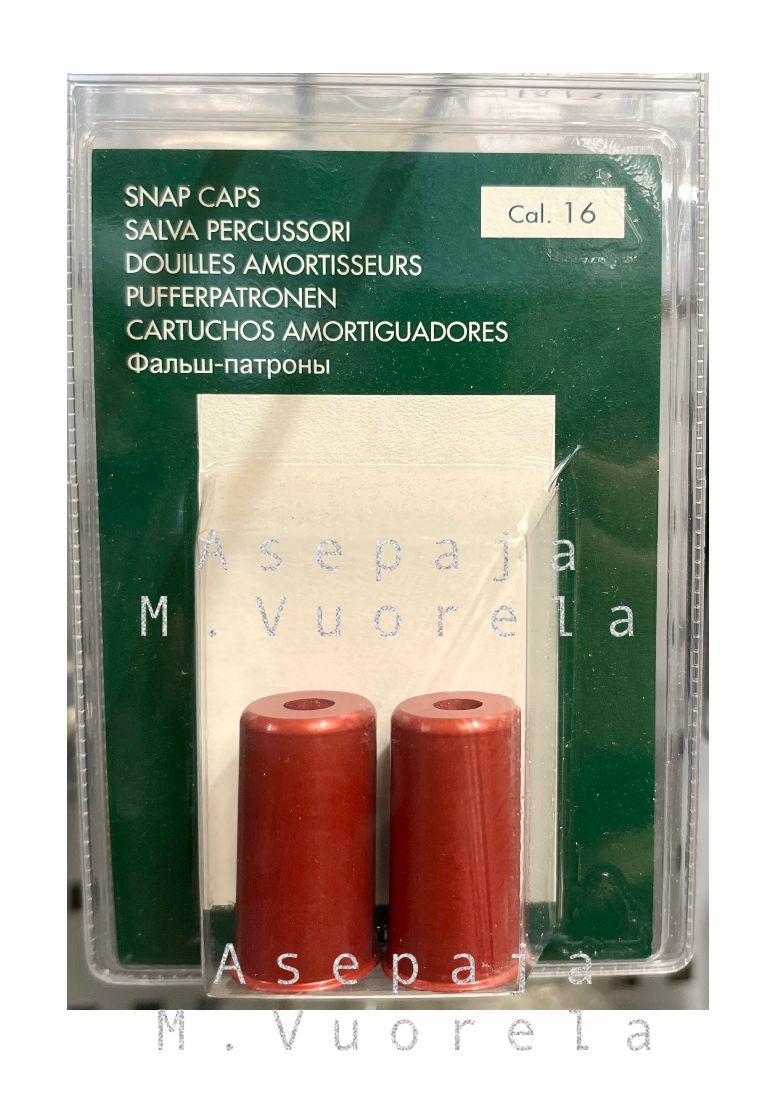 SNAP CAPS
Cal. 16
SALVA PERCUSSORI
DOUILLES AMORTISSEURS
PUFFERPATRONEN
CARTUCHOS AMORTIGUADORES
Фальш-патроны
Asepaja
M.Vuorela
Asepaja
M.Vuorela